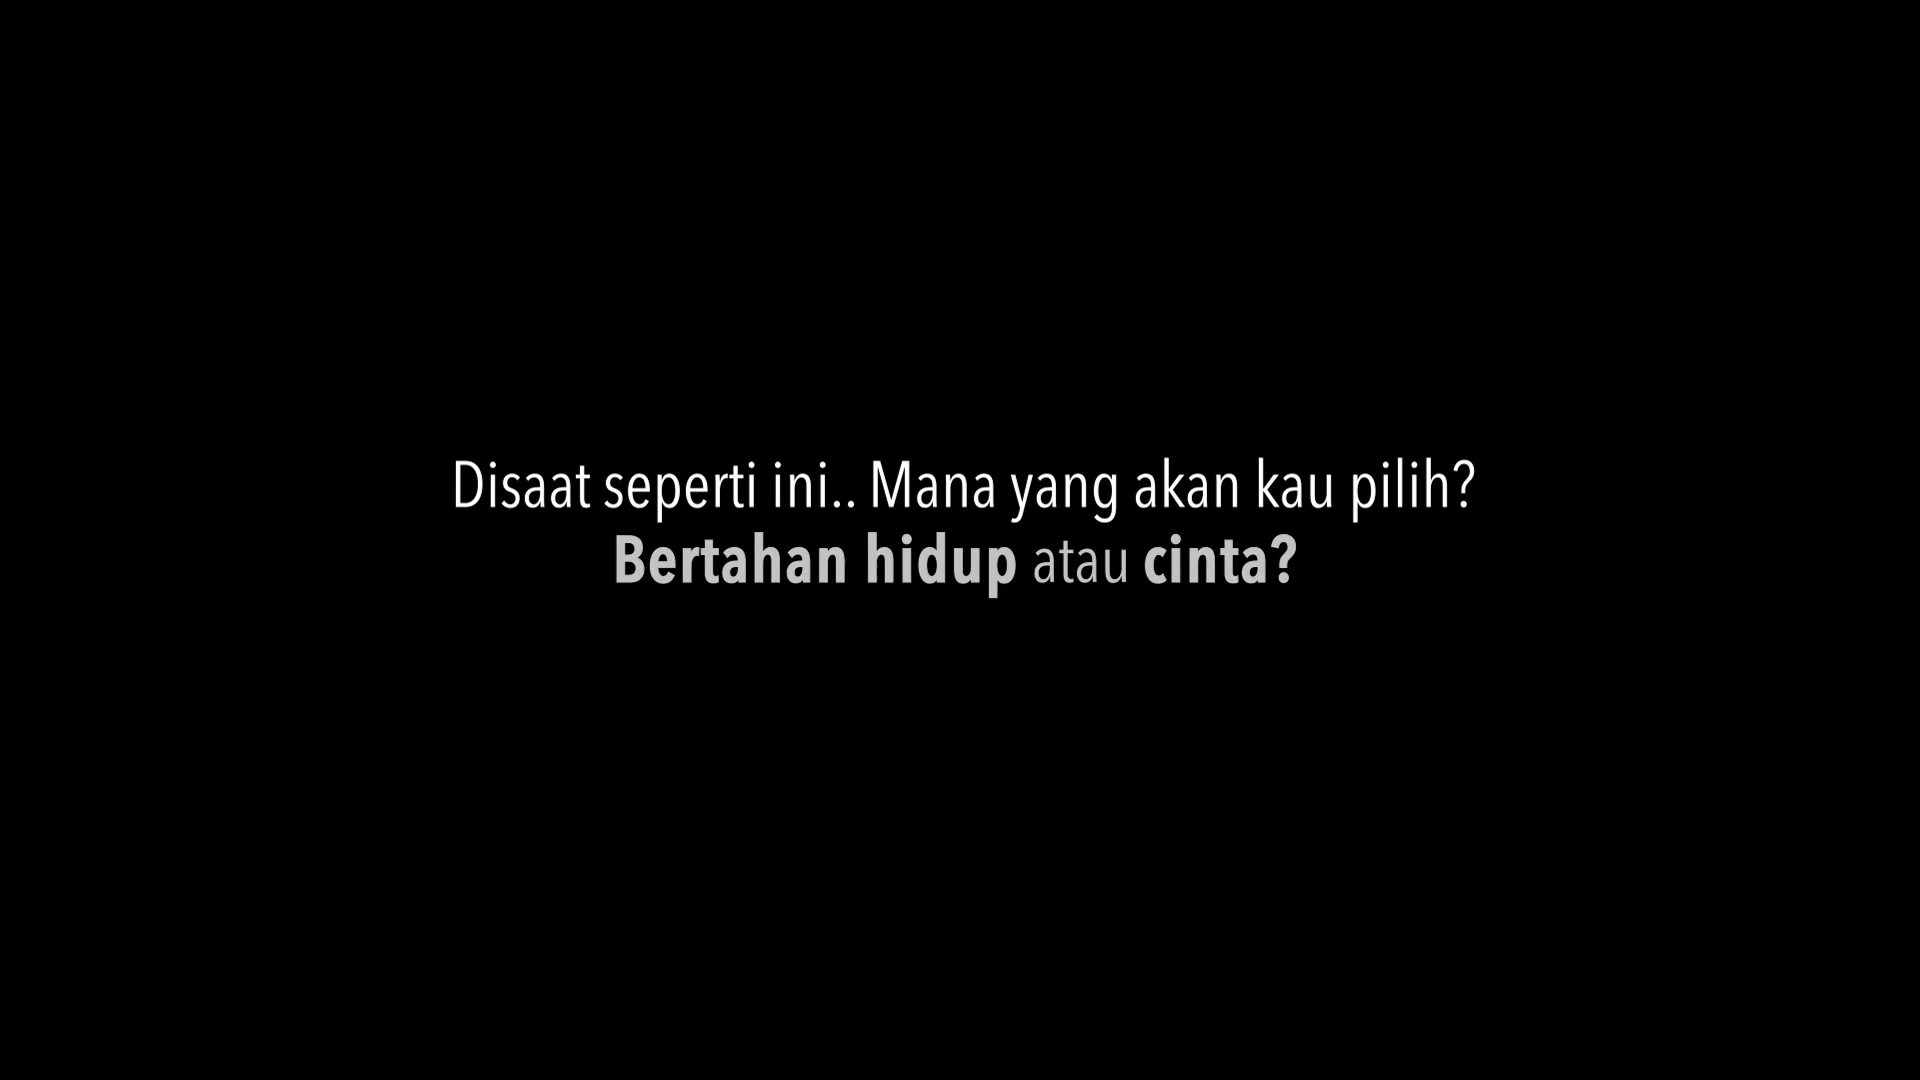 Disaat seperti ini.. Mana yang akan kau pilih?
Bertahan hidup atau cinta?